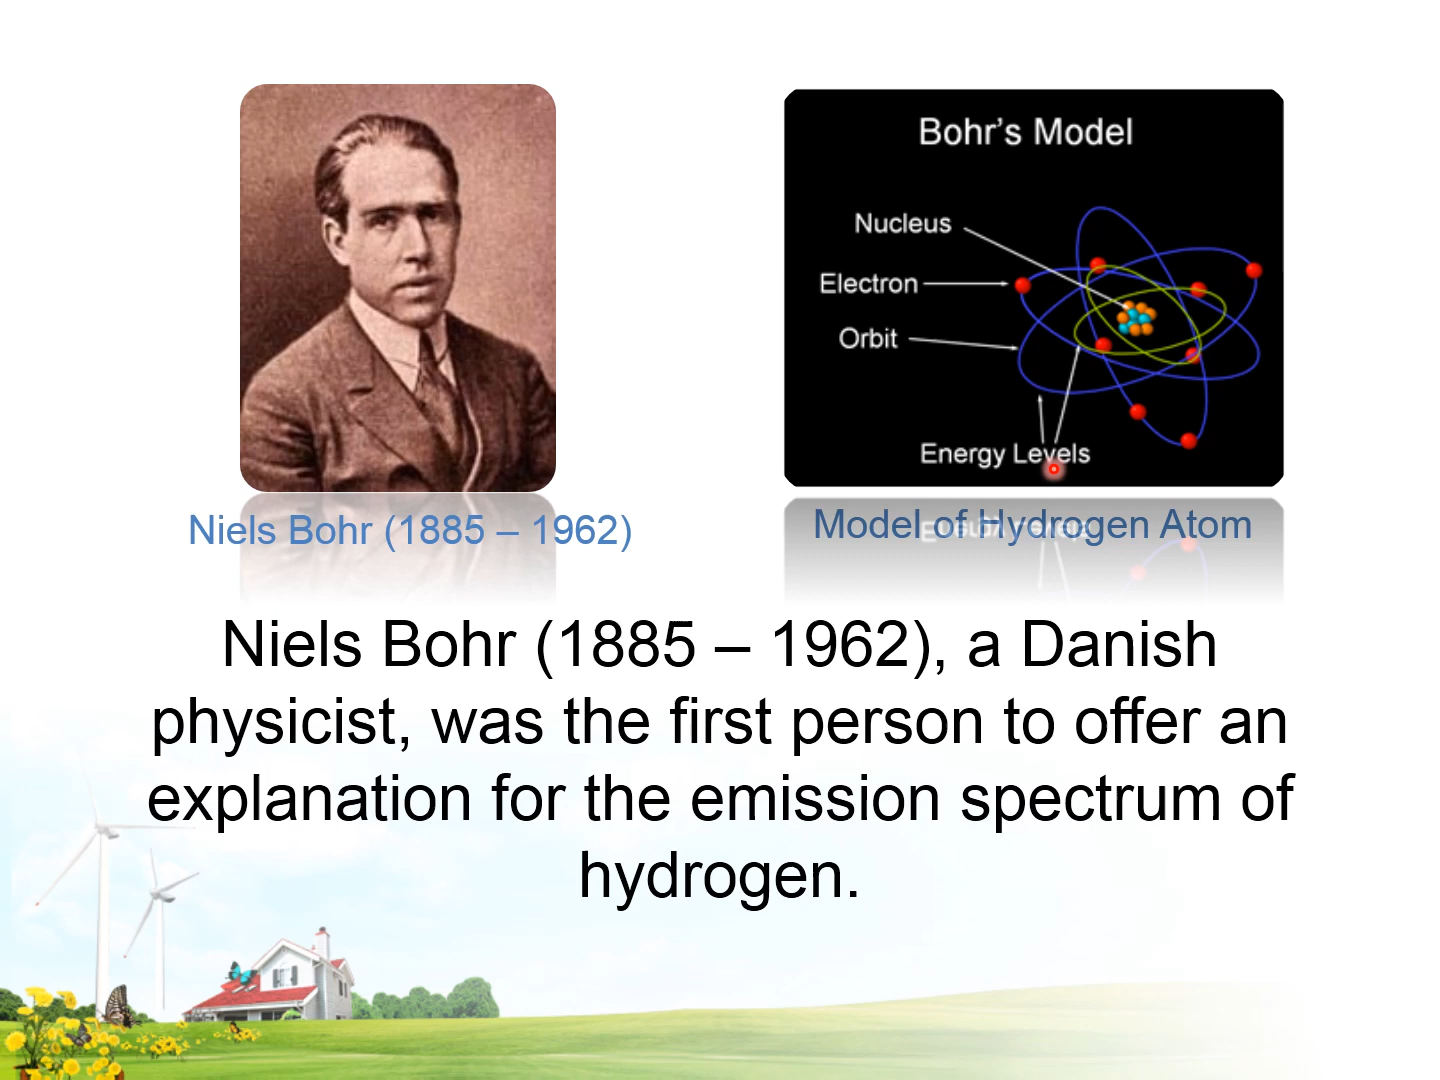 Bohr’s Model
Nucleus
Electron
Orbit
Energy Levels
Niels Bohr (1885 – 1962)
Model of Hydrogen Atom
Niels Bohr (1885 – 1962), a Danish
physicist, was the first person to offer an
explanation for the emission spectrum of
hydrogen.